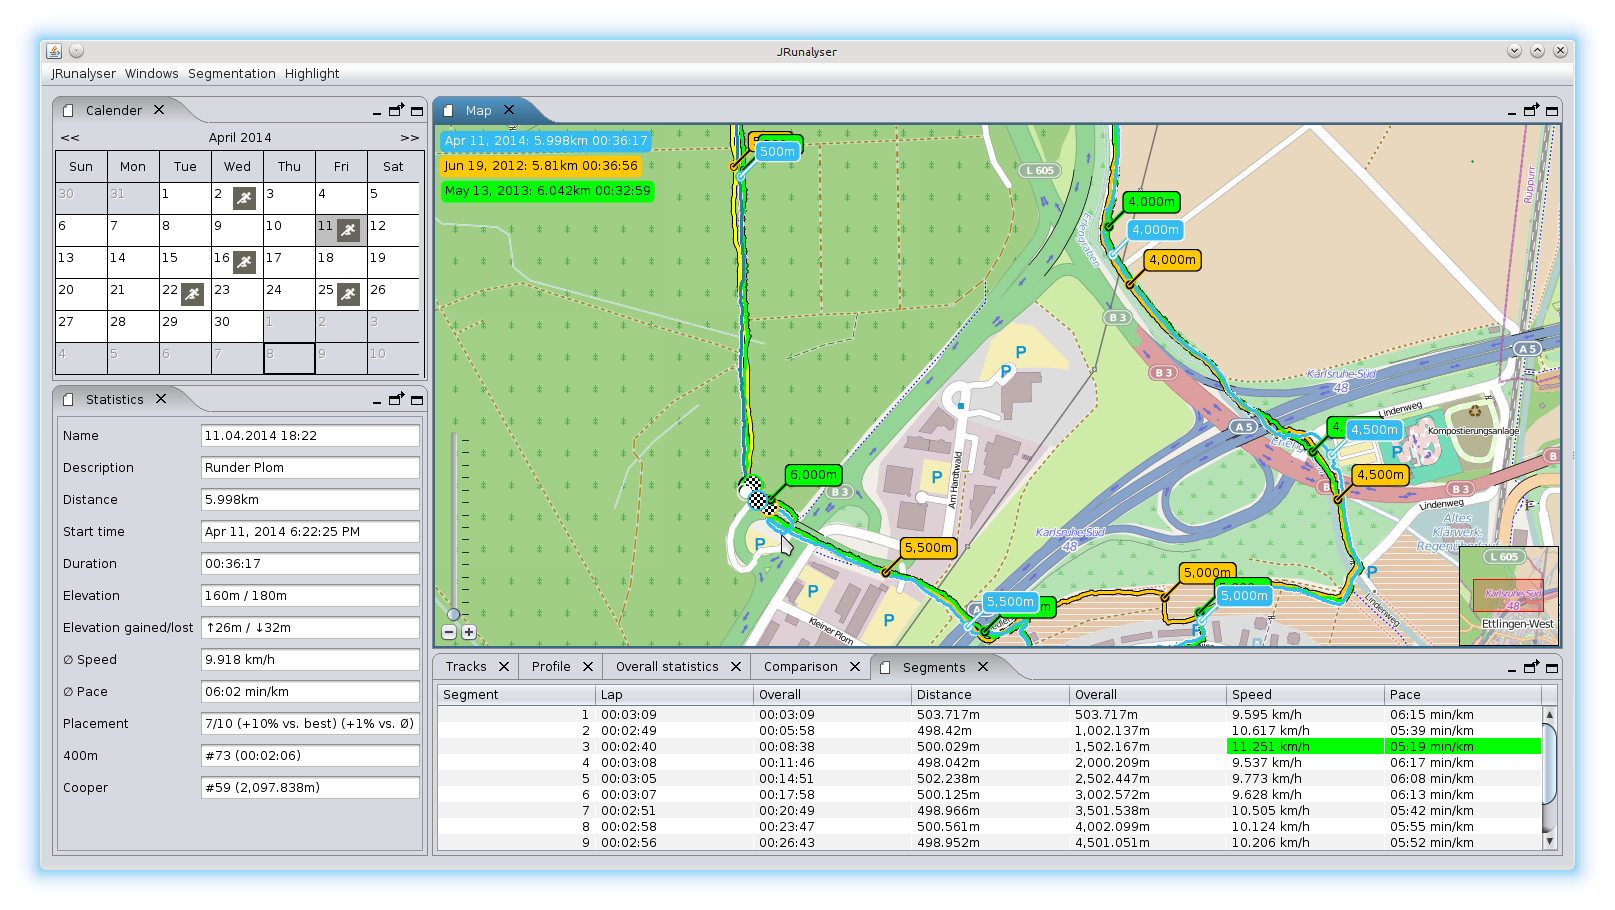 JRunalyser
JRunalyser Windows Segmentation Highlight
Calender
<< April 2014 >>
Sun Mon Tue Wed Thu Fri Sat
30 31 1 2 3 4 5
6 7 8 9 10 11 12
13 14 15 16 17 18 19
20 21 22 23 24 25 26
27 28 29 30 1 2 3
4 5 6 7 8 9 10
Statistics
Name 11.04.2014 18:22
Description Runder Plom
Distance 5.998km
Start time Apr 11, 2014 6:22:25 PM
Duration 00:36:17
Elevation 160m / 180m
Elevation gained/lost ↑26m / ↓32m
∅ Speed 9.918 km/h
∅ Pace 06:02 min/km
Placement 7/10 (+10% vs. best) (+1% vs. Ø)
400m #73 (00:02:06)
Cooper #59 (2,097.838m)
Map
Apr 11, 2014: 5.998km 00:36:17
Jun 19, 2012: 5.81km 00:36:56
May 13, 2013: 6.042km 00:32:59
500m
L 605
Erlengraben
Ruppurr
4,000m
4,000m
4,000m
B 3
A 5
P
P
B 3
Karlsruhe-Süd
48
Lindenweg
A 5
4,
4,500m
Kompostierungsanlage
P
4,500m
B
B 3
B
6,000m
B 3
P
Am Hardtwald
Lindenweg
Altes
Klärwerk
Karlsruhe-Süd
48
P
5,500m
L 605
P
5,000m
5,000m
5,000m
P
P
Kleiner Plom
A
5,500m
m
P
Lindenweg
Karlsruhe-Süd
48
Ettlingen-West
Tracks Profile Overall statistics Comparison Segments
Segment Lap Overall Distance Overall Speed Pace
1 00:03:09 00:03:09 503.717m 503.717m 9.595 km/h 06:15 min/km
2 00:02:49 00:05:58 498.42m 1,002.137m 10.617 km/h 05:39 min/km
3 00:02:40 00:08:38 500.029m 1,502.167m 11.251 km/h 05:19 min/km
4 00:03:08 00:11:46 498.042m 2,000.209m 9.537 km/h 06:17 min/km
5 00:03:05 00:14:51 502.238m 2,502.447m 9.773 km/h 06:08 min/km
6 00:03:07 00:17:58 500.125m 3,002.572m 9.628 km/h 06:13 min/km
7 00:02:51 00:20:49 498.966m 3,501.538m 10.505 km/h 05:42 min/km
8 00:02:58 00:23:47 500.561m 4,002.099m 10.124 km/h 05:55 min/km
9 00:02:56 00:26:43 498.952m 4,501.051m 10.206 km/h 05:52 min/km